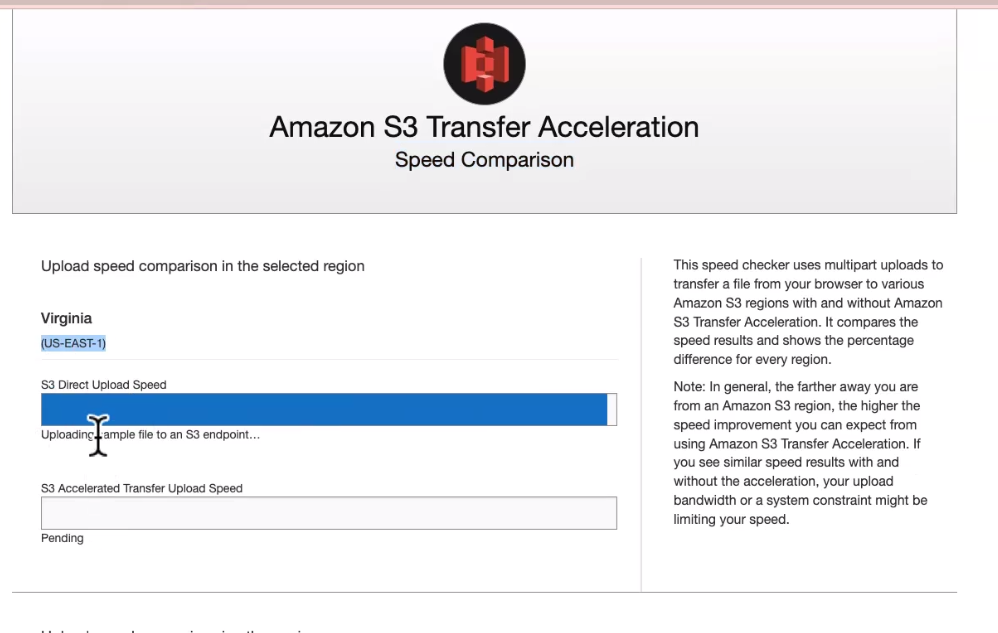 Amazon S3 Transfer Acceleration
Speed Comparison
Upload speed comparison in the selected region
Virginia
(US-EAST-1)
S3 Direct Upload Speed
Uploading sample file to an S3 endpoint...
S3 Accelerated Transfer Upload Speed
Pending
This speed checker uses multipart uploads to
transfer a file from your browser to various
Amazon S3 regions with and without Amazon
S3 Transfer Acceleration. It compares the
speed results and shows the percentage
difference for every region.
Note: In general, the farther away you are
from an Amazon S3 region, the higher the
speed improvement you can expect from
using Amazon S3 Transfer Acceleration. If
you see similar speed results with and
without the acceleration, your upload
bandwidth or a system constraint might be
limiting your speed.